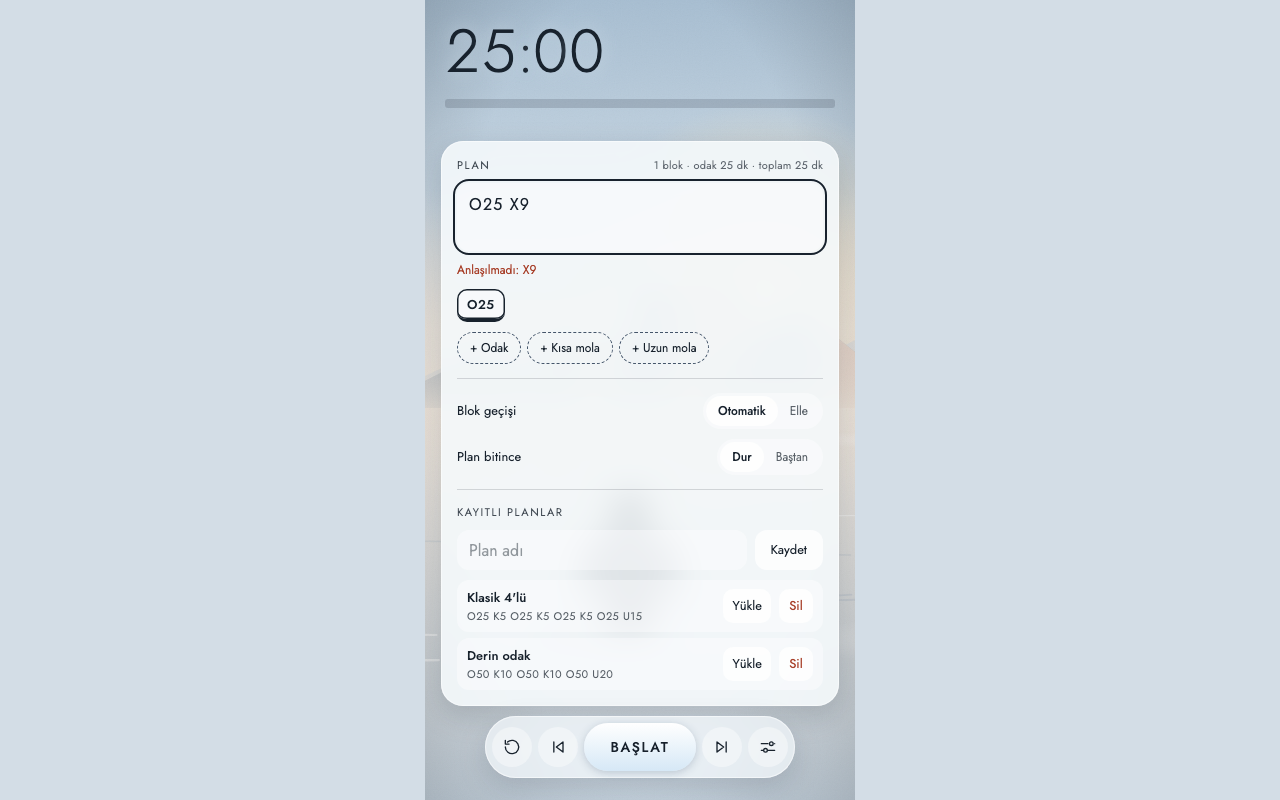 25:00
PLAN 1 blok · odak 25 dk · toplam 25 dk
O25 X9
Anlaşılmadı: X9
O25
+ Odak + Kısa mola + Uzun mola
Blok geçişi Otomatik Elle
Plan bitince Dur Baştan
KAYITLI PLANLAR
Plan adı Kaydet
Klasik 4'lü
O25 K5 O25 K5 O25 K5 O25 U15
Yükle Sil
Derin odak
O50 K10 O50 K10 O50 U20
Yükle Sil
BAŞLAT